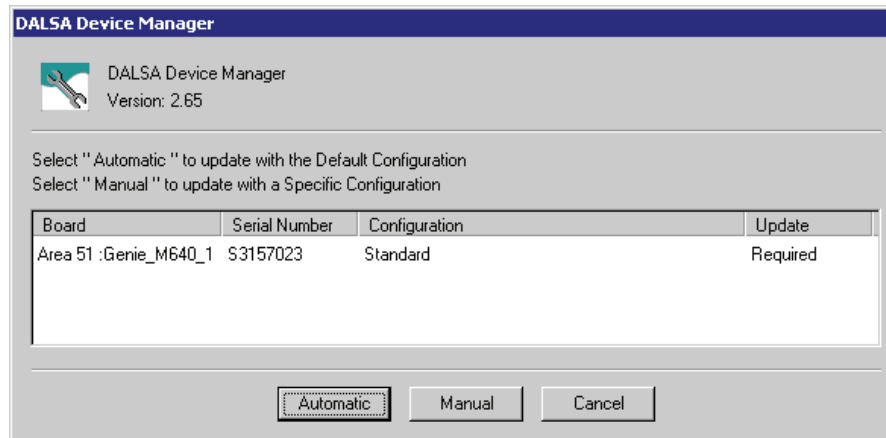 DALSA Device Manager
DALSA Device Manager
Version: 2.65
Select " Automatic " to update with the Default Configuration
Select " Manual " to update with a Specific Configuration
Board Serial Number Configuration Update
Area 51 :Genie_M640_1 S3157023 Standard Required
Automatic Manual Cancel